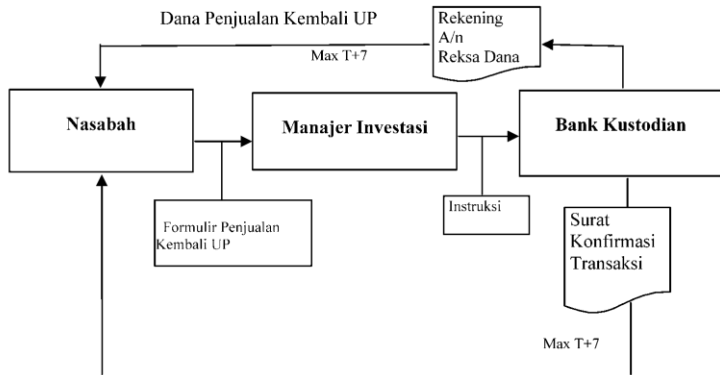 Dana Penjualan Kembali UP
Rekening
A/n
Reksa Dana
Max T+7
Nasabah
Manajer Investasi
Bank Kustodian
Formulir Penjualan
Kembali UP
Instruksi
Surat
Konfirmasi
Transaksi
Max T+7